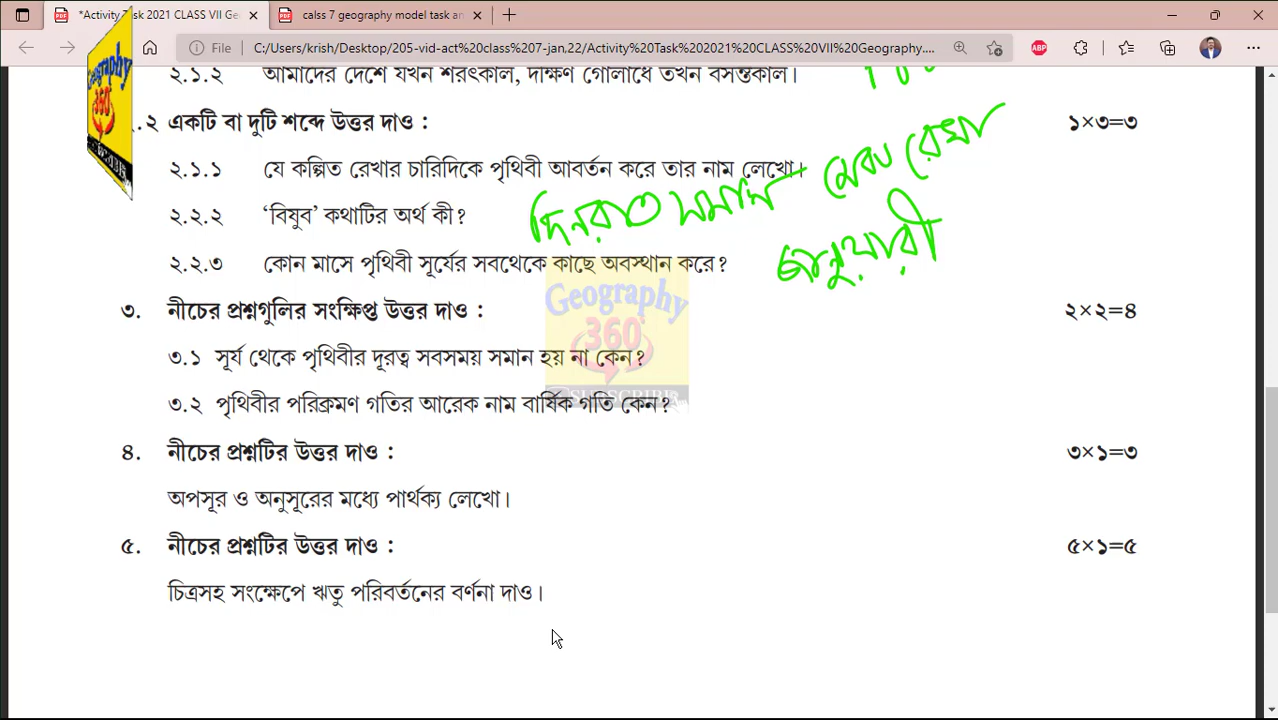 *Activity Task 2021 CLASS VII Ge
calss 7 geography model task an
File
C:/Users/krish/Desktop/205-vid-act%20class%207-jan,22/Activity%20Task%202021%20CLASS%20VII%20Geography....
ABP
Geography
360°
২.১.২ আমাদের দেশে যখন শরৎকাল, দক্ষিণ গোলার্ধে তখন বসন্তকাল।
.২ একটি বা দুটি শব্দে উত্তর দাও : ১×৩=৩
২.১.১ যে কল্পিত রেখার চারিদিকে পৃথিবী আবর্তন করে তার নাম লেখো। মেরু রেখা
২.২.২ ‘বিষুব’ কথাটির অর্থ কী? দিনরাত সমান
২.২.৩ কোন মাসে পৃথিবী সূর্যের সবথেকে কাছে অবস্থান করে? জানুয়ারী
৩. নীচের প্রশ্নগুলির সংক্ষিপ্ত উত্তর দাও : ২×২=৪
Geography
360°
৩.১ সূর্য থেকে পৃথিবীর দূরত্ব সবসময় সমান হয় না কেন?
SUBSCRIBE
৩.২ পৃথিবীর পরিক্রমণ গতির আরেক নাম বার্ষিক গতি কেন?
৪. নীচের প্রশ্নটির উত্তর দাও : ৩×১=৩
অপসূর ও অনুসূরের মধ্যে পার্থক্য লেখো।
৫. নীচের প্রশ্নটির উত্তর দাও : ৫×১=৫
চিত্রসহ সংক্ষেপে ঋতু পরিবর্তনের বর্ণনা দাও।